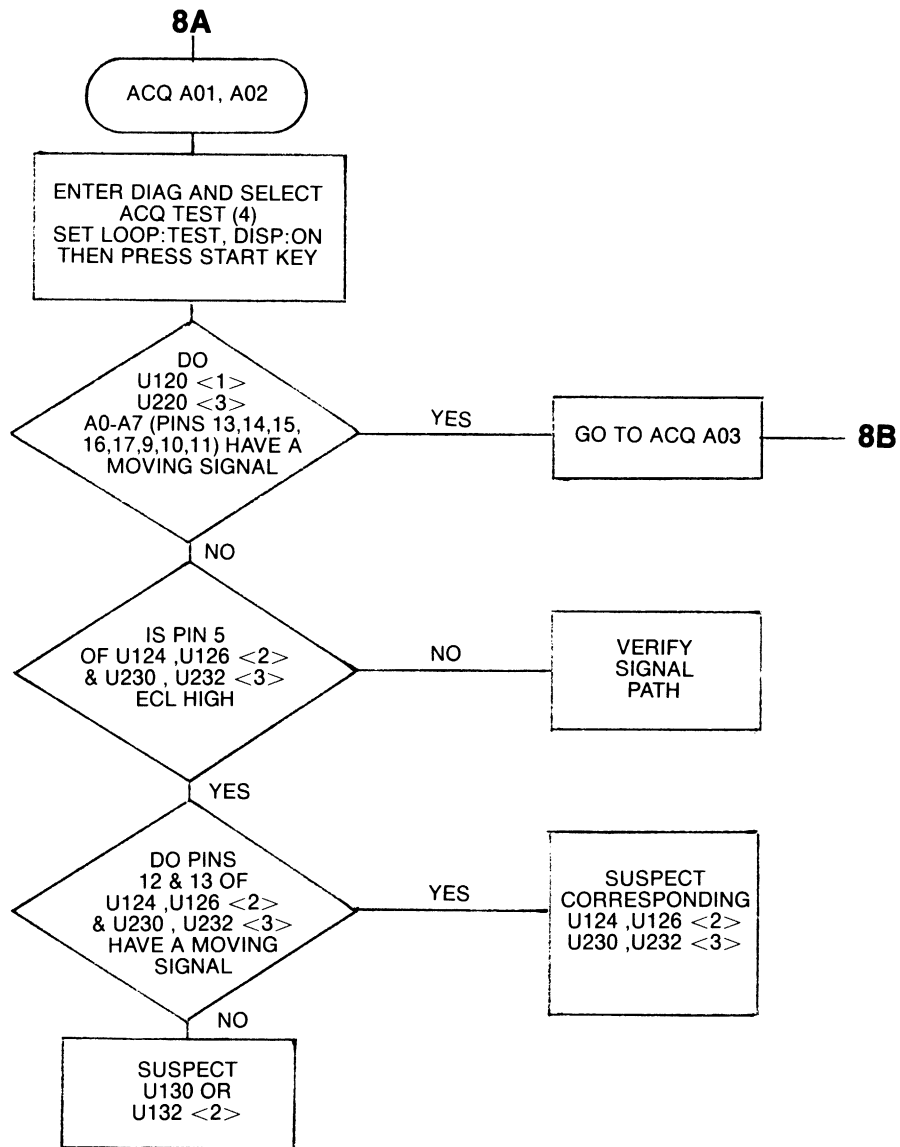 8A
ACQ A01, A02
ENTER DIAG AND SELECT
ACQ TEST (4)
SET LOOP:TEST, DISP:ON
THEN PRESS START KEY
DO
U120 <1>
U220 <3>
A0-A7 (PINS 13,14,15,
16,17,9,10,11) HAVE A
MOVING SIGNAL
YES
GO TO ACQ A03
8B
NO
IS PIN 5
OF U124 ,U126 <2>
& U230 , U232 <3>
ECL HIGH
NO
VERIFY
SIGNAL
PATH
YES
DO PINS
12 & 13 OF
U124 ,U126 <2>
& U230 , U232 <3>
HAVE A MOVING
SIGNAL
YES
SUSPECT
CORRESPONDING
U124 ,U126 <2>
U230 ,U232 <3>
NO
SUSPECT
U130 OR
U132 <2>